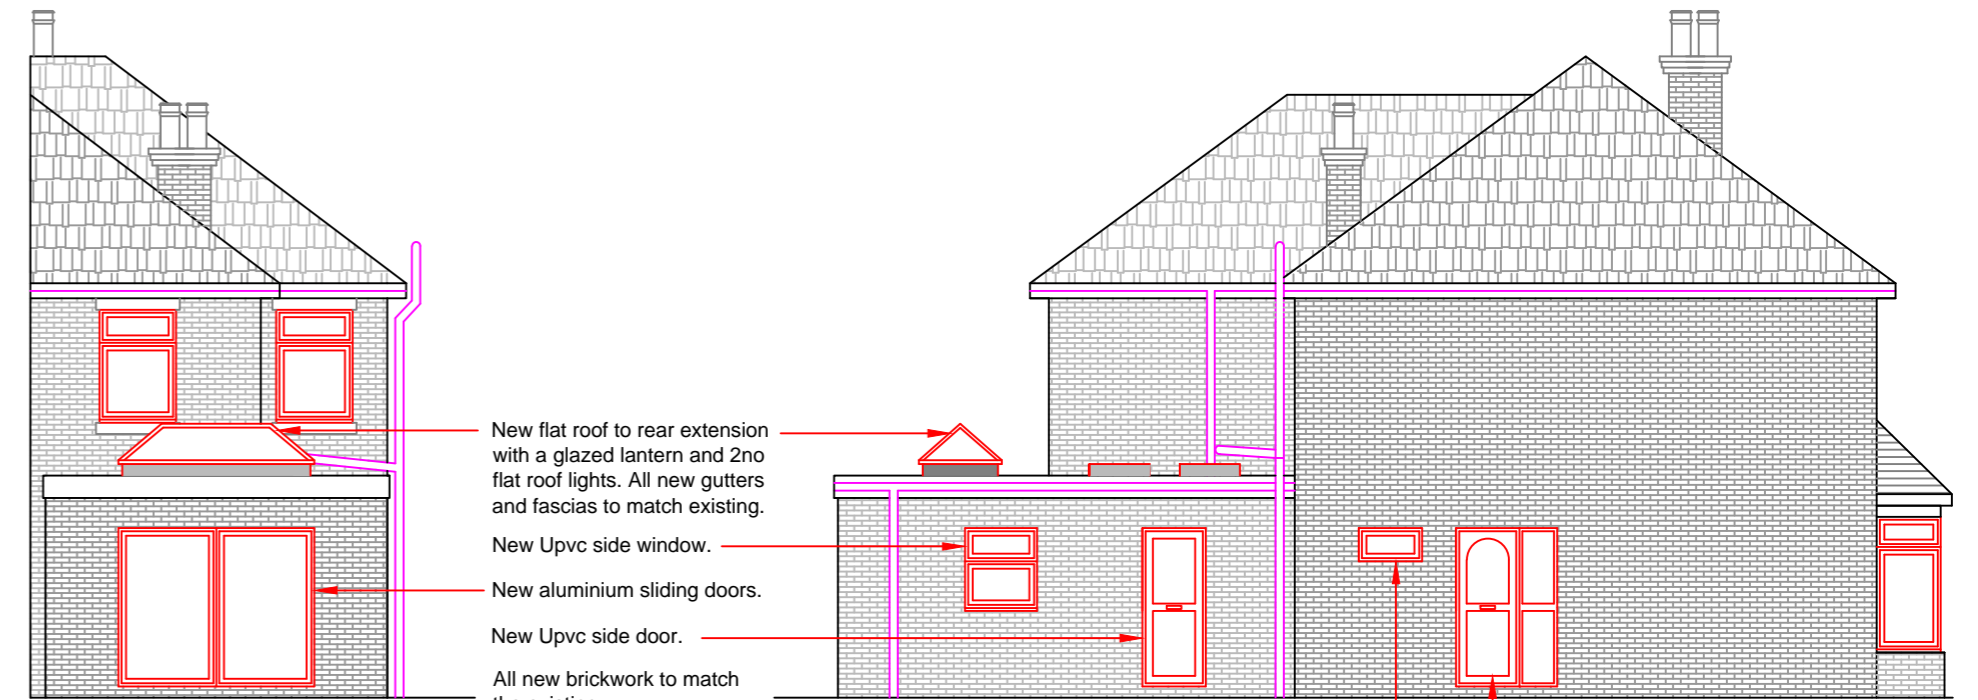 New flat roof to rear extension
with a glazed lantern and 2no
flat roof lights. All new gutters
and fascias to match existing.
New Upvc side window.
New aluminium sliding doors.
New Upvc side door.
All new brickwork to match
the existing